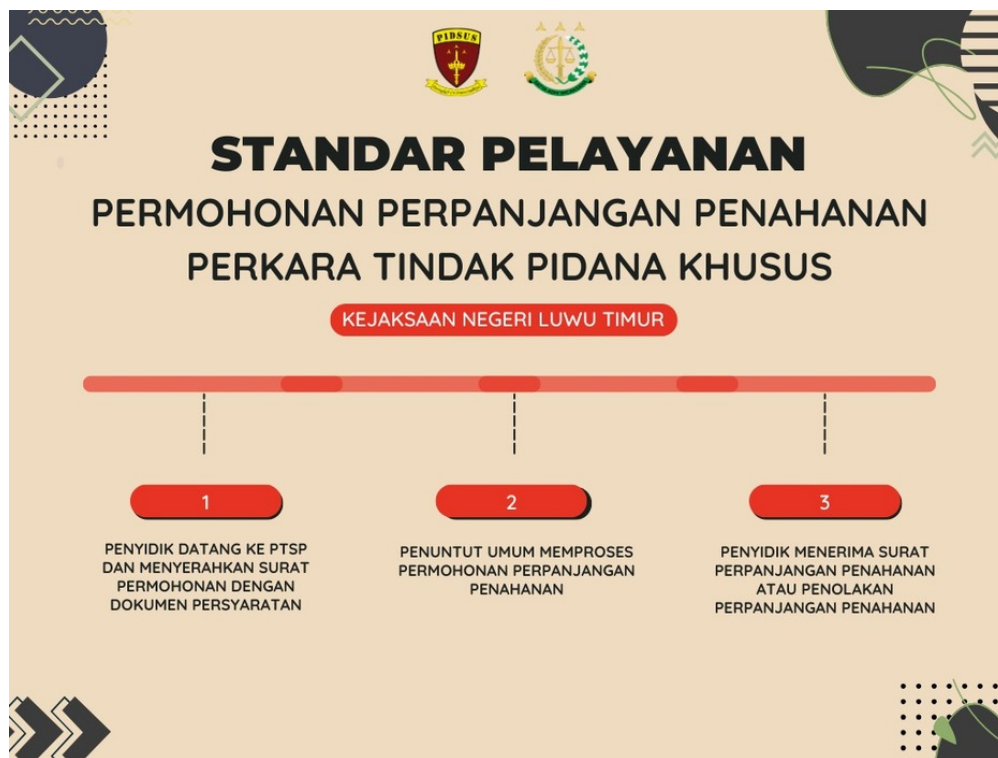 PIDSUS
STANDAR PELAYANAN
PERMOHONAN PERPANJANGAN PENAHANAN
PERKARA TINDAK PIDANA KHUSUS
KEJAKSAAN NEGERI LUWU TIMUR
1
PENYIDIK DATANG KE PTSP
DAN MENYERAHKAN SURAT
PERMOHONAN DENGAN
DOKUMEN PERSYARATAN
2
PENUNTUT UMUM MEMPROSES
PERMOHONAN PERPANJANGAN
PENAHANAN
3
PENYIDIK MENERIMA SURAT
PERPANJANGAN PENAHANAN
ATAU PENOLAKAN
PERPANJANGAN PENAHANAN